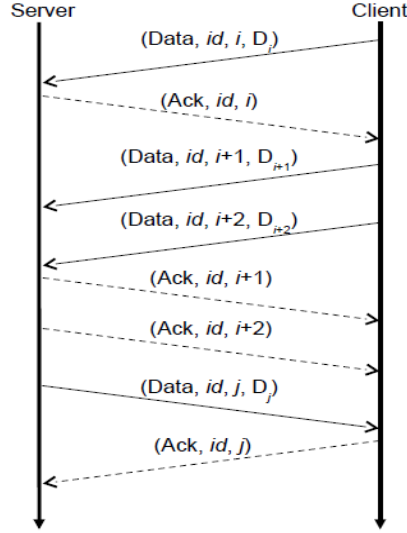 Server Client
(Data, id, i, Dᵢ)
(Ack, id, i)
(Data, id, i+1, Dᵢ₊₁)
(Data, id, i+2, Dᵢ₊₂)
(Ack, id, i+1)
(Ack, id, i+2)
(Data, id, j, Dⱼ)
(Ack, id, j)